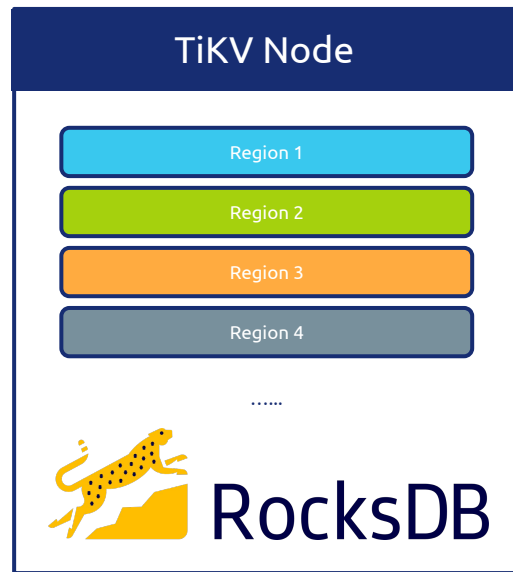 TiKV Node
Region 1
Region 2
Region 3
Region 4
…...
RocksDB